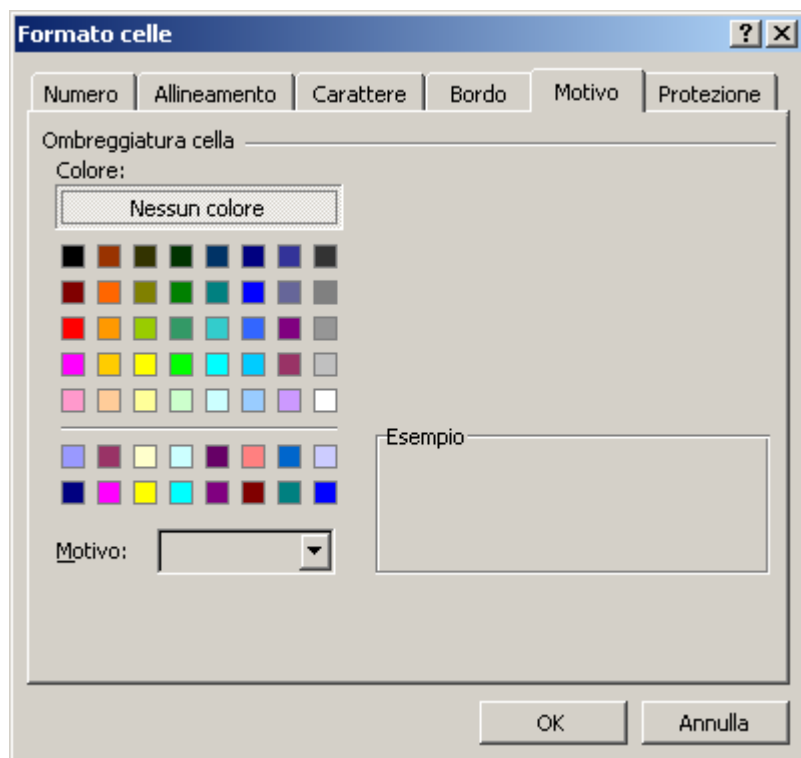 Formato celle
Numero Allineamento Carattere Bordo Motivo Protezione
Ombreggiatura cella
Colore:
Nessun colore
Esempio
Motivo:
OK Annulla